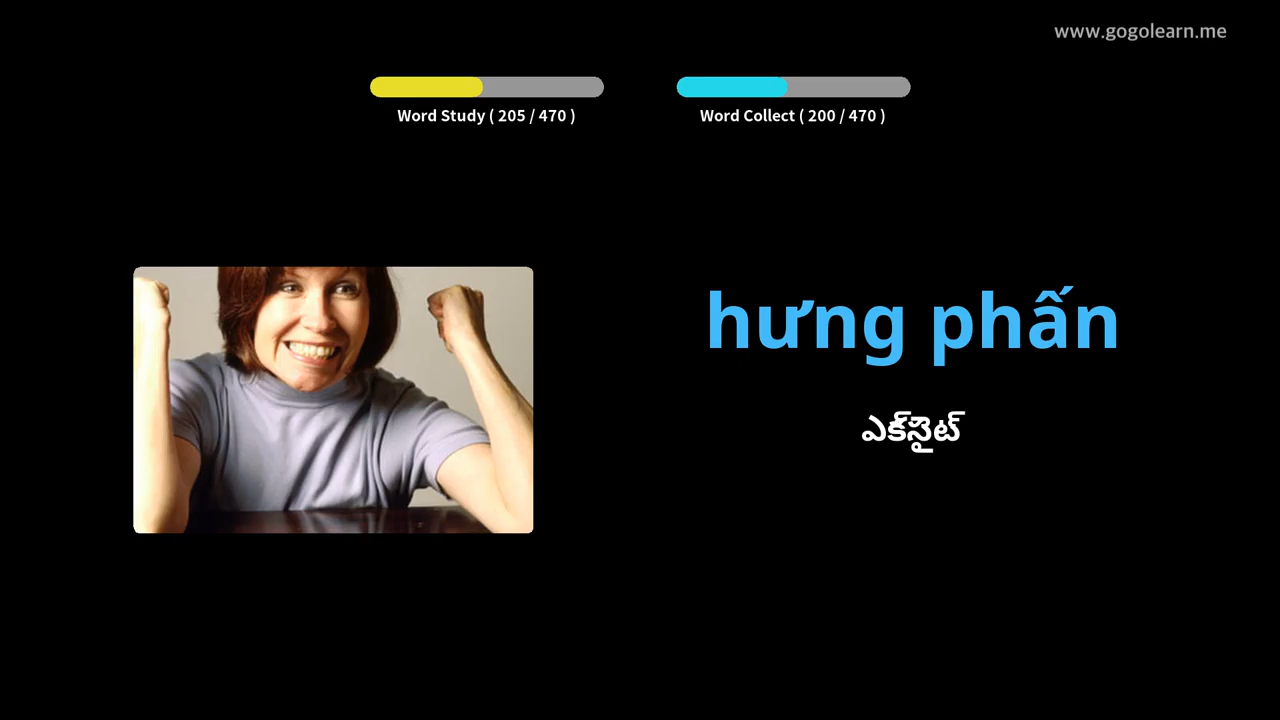 www.gogolearn.me
Word Study ( 205 / 470 )
Word Collect ( 200 / 470 )
hưng phấn
ఎక్‌సైట్